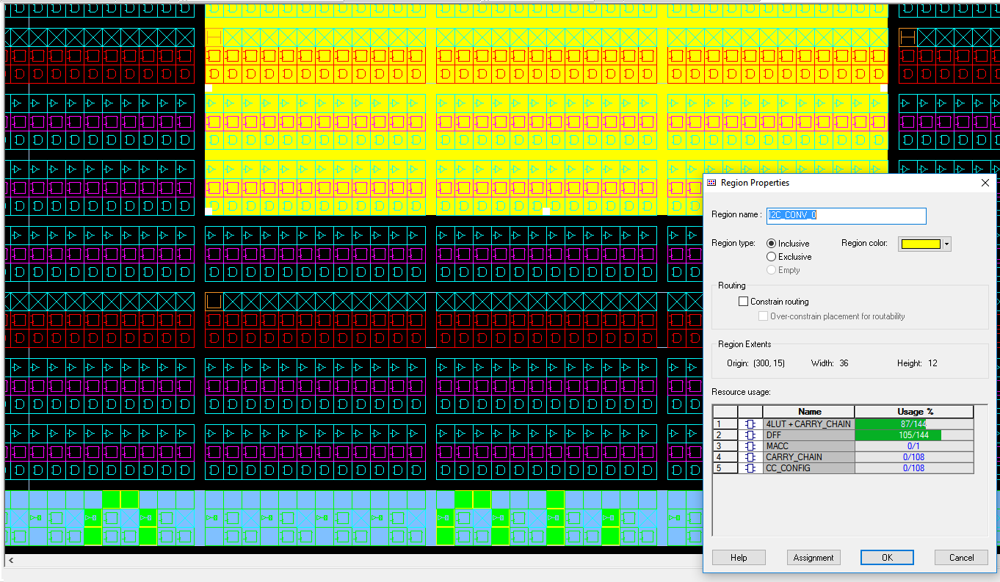 Region Properties
Region name :
I2C_CONV_0
Region type:
Inclusive
Region color:
Exclusive
Empty
Routing
Constrain routing
Over-constrain placement for routability
Region Extents
Origin: (300, 15) Width: 36 Height: 12
Resource usage:
Name Usage %
1 4LUT + CARRY_CHAIN 87/144
2 DFF 105/144
3 MACC 0/1
4 CARRY_CHAIN 0/108
5 CC_CONFIG 0/108
Help Assignment OK Cancel